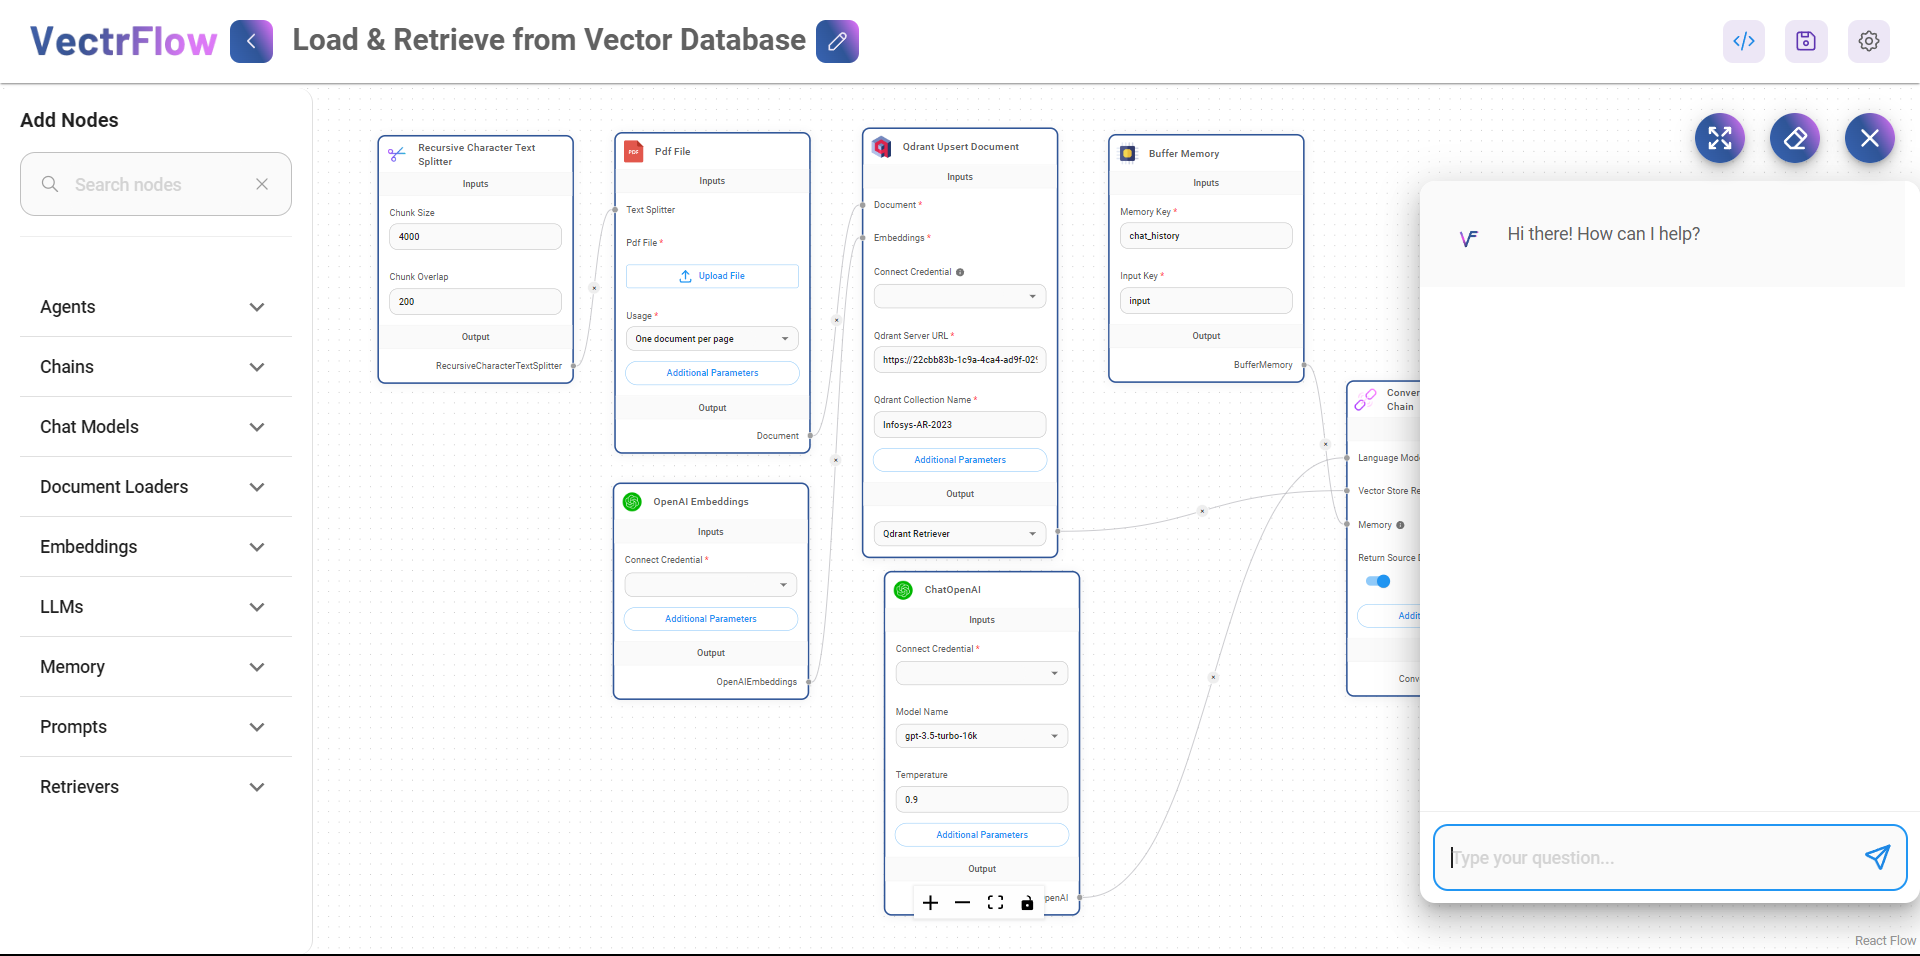 VectrFlow
Load & Retrieve from Vector Database
Add Nodes
Search nodes
Agents
Chains
Chat Models
Document Loaders
Embeddings
LLMs
Memory
Prompts
Retrievers
Recursive Character Text
Splitter
Inputs
Chunk Size
4000
Chunk Overlap
200
Output
RecursiveCharacterTextSplitter
PDF
Pdf File
Inputs
Text Splitter
Pdf File *
Upload File
Usage *
One document per page
Additional Parameters
Output
Document
OpenAI Embeddings
Inputs
Connect Credential *
Additional Parameters
Output
OpenAIEmbeddings
Qdrant Upsert Document
Inputs
Document *
Embeddings *
Connect Credential
Qdrant Server URL *
https://22cbb83b-1c9a-4ca4-ad9f-02
Qdrant Collection Name *
Infosys-AR-2023
Additional Parameters
Output
Qdrant Retriever
ChatOpenAI
Inputs
Connect Credential *
Model Name
gpt-3.5-turbo-16k
Temperature
0.9
Additional Parameters
Output
penAI
Buffer Memory
Inputs
Memory Key *
chat_history
Input Key *
input
Output
BufferMemory
Conver
Chain
Language Mode
Vector Store Re
Memory
Return Source
Addit
Conv
VF
Hi there! How can I help?
Type your question...
React Flow